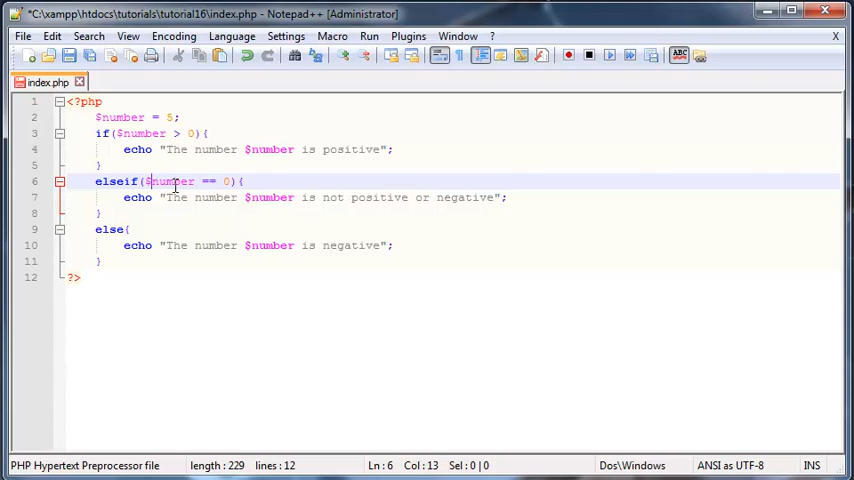 *C:\xampp\htdocs\tutorials\tutorial16\index.php - Notepad++ [Administrator]
File Edit Search View Encoding Language Settings Macro Run Plugins Window ? X
ABC
index.php
1 <?php
2 $number = 5;
3 if($number > 0){
4 echo "The number $number is positive";
5 }
6 elseif($number == 0){
7 echo "The number $number is not positive or negative";
8 }
9 else{
10 echo "The number $number is negative";
11 }
12 ?>
PHP Hypertext Preprocessor file length : 229 lines : 12 Ln : 6 Col : 13 Sel : 0 | 0 Dos\Windows ANSI as UTF-8 INS